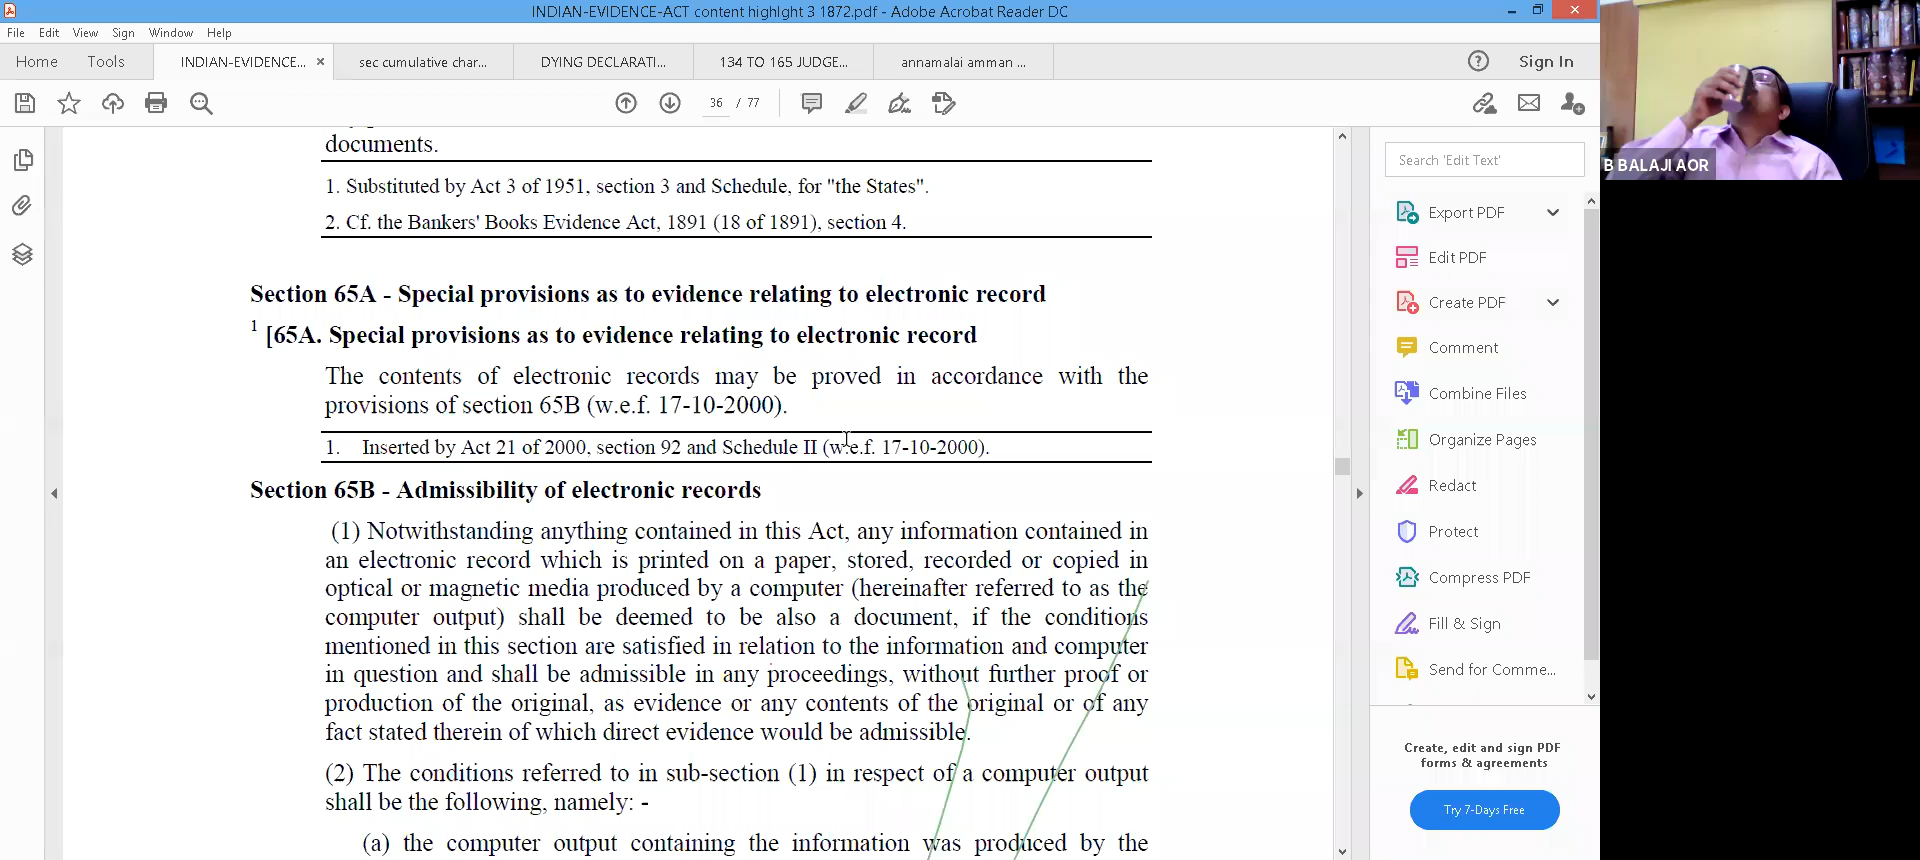 INDIAN-EVIDENCE-ACT content highlght 3 1872.pdf - Adobe Acrobat Reader DC
File Edit View Sign Window Help
Home Tools INDIAN-EVIDENCE... × sec cumulative char... DYING DECLARATI... 134 TO 165 JUDGE... annamalai amman ... Sign In
36 / 77
documents.
1. Substituted by Act 3 of 1951, section 3 and Schedule, for "the States".
2. Cf. the Bankers' Books Evidence Act, 1891 (18 of 1891), section 4.
Section 65A - Special provisions as to evidence relating to electronic record
1 [65A. Special provisions as to evidence relating to electronic record
The contents of electronic records may be proved in accordance with the
provisions of section 65B (w.e.f. 17-10-2000).
1. Inserted by Act 21 of 2000, section 92 and Schedule II (w.e.f. 17-10-2000).
Section 65B - Admissibility of electronic records
(1) Notwithstanding anything contained in this Act, any information contained in
an electronic record which is printed on a paper, stored, recorded or copied in
optical or magnetic media produced by a computer (hereinafter referred to as the
computer output) shall be deemed to be also a document, if the conditions
mentioned in this section are satisfied in relation to the information and computer
in question and shall be admissible in any proceedings, without further proof or
production of the original, as evidence or any contents of the original or of any
fact stated therein of which direct evidence would be admissible.
(2) The conditions referred to in sub-section (1) in respect of a computer output
shall be the following, namely: -
(a) the computer output containing the information was produced by the
Search 'Edit Text'
Export PDF
Edit PDF
Create PDF
Comment
Combine Files
Organize Pages
Redact
Protect
Compress PDF
Fill & Sign
Send for Comme...
Create, edit and sign PDF
forms & agreements
Try 7-Days Free
B BALAJI AOR